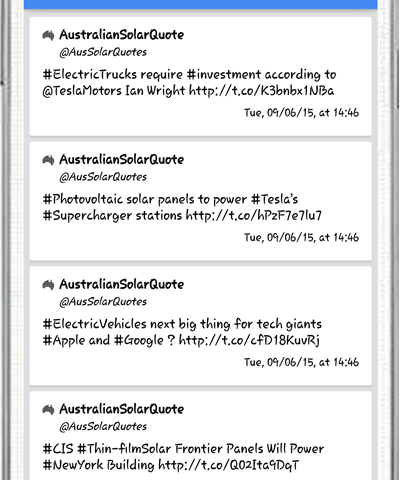 AustralianSolarQuote
@AusSolarQuotes
#ElectricTrucks require #investment according to
@TeslaMotors Ian Wright http://t.co/K3bnbx1NBa
Tue, 09/06/15, at 14:46
AustralianSolarQuote
@AusSolarQuotes
#Photovoltaic solar panels to power #Tesla's
#Supercharger stations http://t.co/hPzF7e7lu7
Tue, 09/06/15, at 14:46
AustralianSolarQuote
@AusSolarQuotes
#ElectricVehicles next big thing for tech giants
#Apple and #Google ? http://t.co/cfD18KuvRj
Tue, 09/06/15, at 14:46
AustralianSolarQuote
@AusSolarQuotes
#CIS #Thin-filmSolar Frontier Panels Will Power
#NewYork Building http://t.co/Q02Ita9DqT